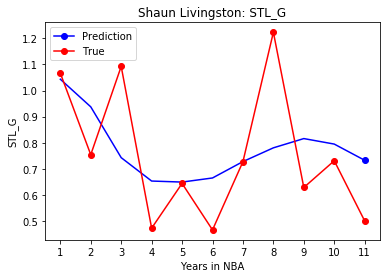 Shaun Livingston: STL_G
Prediction
True
STL_G
1.2
1.1
1.0
0.9
0.8
0.7
0.6
0.5
1 2 3 4 5 6 7 8 9 10 11
Years in NBA